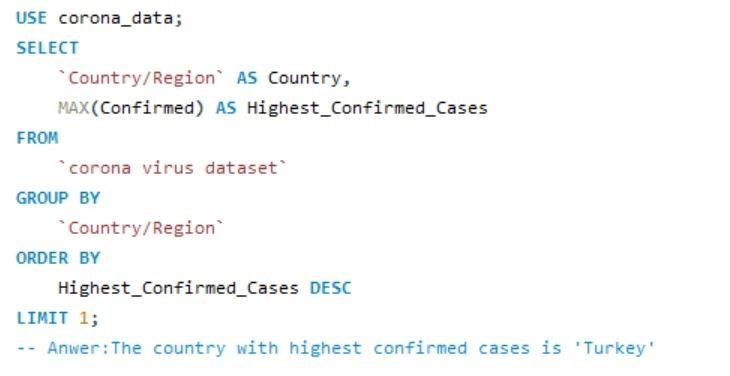 USE corona_data;
SELECT
`Country/Region` AS Country,
MAX(Confirmed) AS Highest_Confirmed_Cases
FROM
`corona virus dataset`
GROUP BY
`Country/Region`
ORDER BY
Highest_Confirmed_Cases DESC
LIMIT 1;
-- Anwer:The country with highest confirmed cases is 'Turkey'